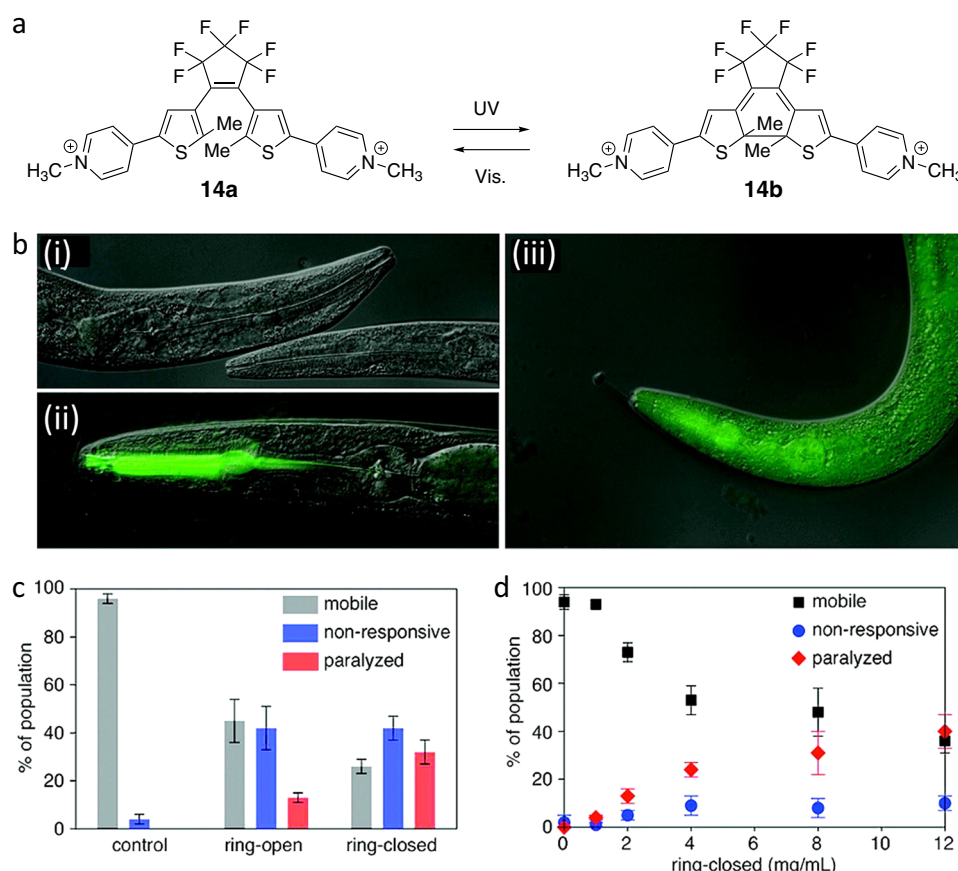 a
F F F F F F
Me
Me
S S
N⊕ N⊕
H3C CH3
14a
UV
Vis.
F F F F F F
Me
Me
S S
N⊕ N⊕
H3C CH3
14b
b
(i)
(ii)
(iii)
c
% of population
100
80
60
40
20
0
mobile
non-responsive
paralyzed
control ring-open ring-closed
d
% of population
100
80
60
40
20
0
mobile
non-responsive
paralyzed
0 2 4 6 8 10 12
ring-closed (mg/mL)